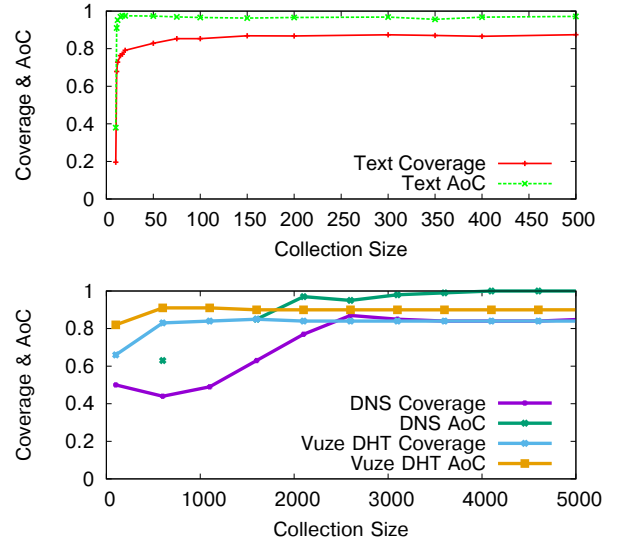 1
0.8
0.6
0.4
0.2
0
Coverage & AoC
Text Coverage
Text AoC
0 50 100 150 200 250 300 350 400 450 500
Collection Size
1
0.8
0.6
0.4
0.2
0
Coverage & AoC
DNS Coverage
DNS AoC
Vuze DHT Coverage
Vuze DHT AoC
0 1000 2000 3000 4000 5000
Collection Size